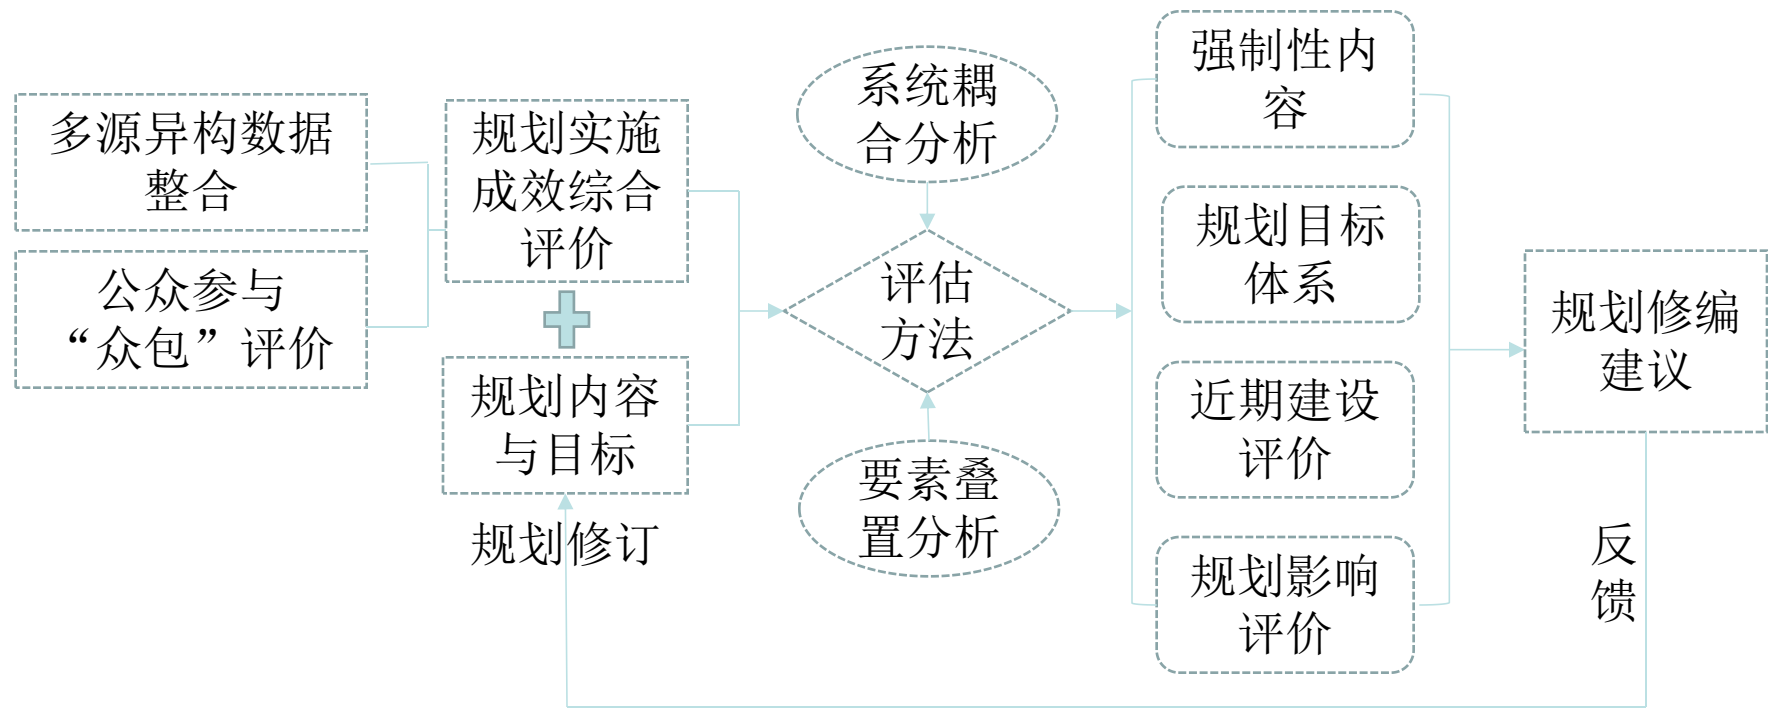 多源异构数据
整合
公众参与
“众包”评价
规划实施
成效综合
评价
规划内容
与目标
规划修订
系统耦
合分析
评估
方法
要素叠
置分析
强制性内
容
规划目标
体系
近期建设
评价
规划影响
评价
规划修编
建议
反
馈